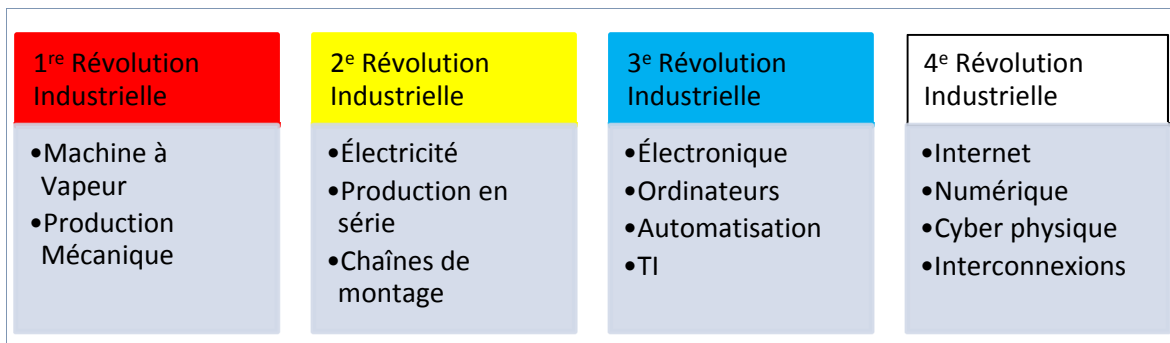 1re Révolution
Industrielle
•Machine à
Vapeur
•Production
Mécanique
2e Révolution
Industrielle
•Électricité
•Production en
série
•Chaînes de
montage
3e Révolution
Industrielle
•Électronique
•Ordinateurs
•Automatisation
•TI
4e Révolution
Industrielle
•Internet
•Numérique
•Cyber physique
•Interconnexions